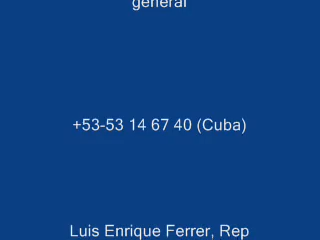 general
+53-53 14 67 40 (Cuba)
Luis Enrique Ferrer, Rep